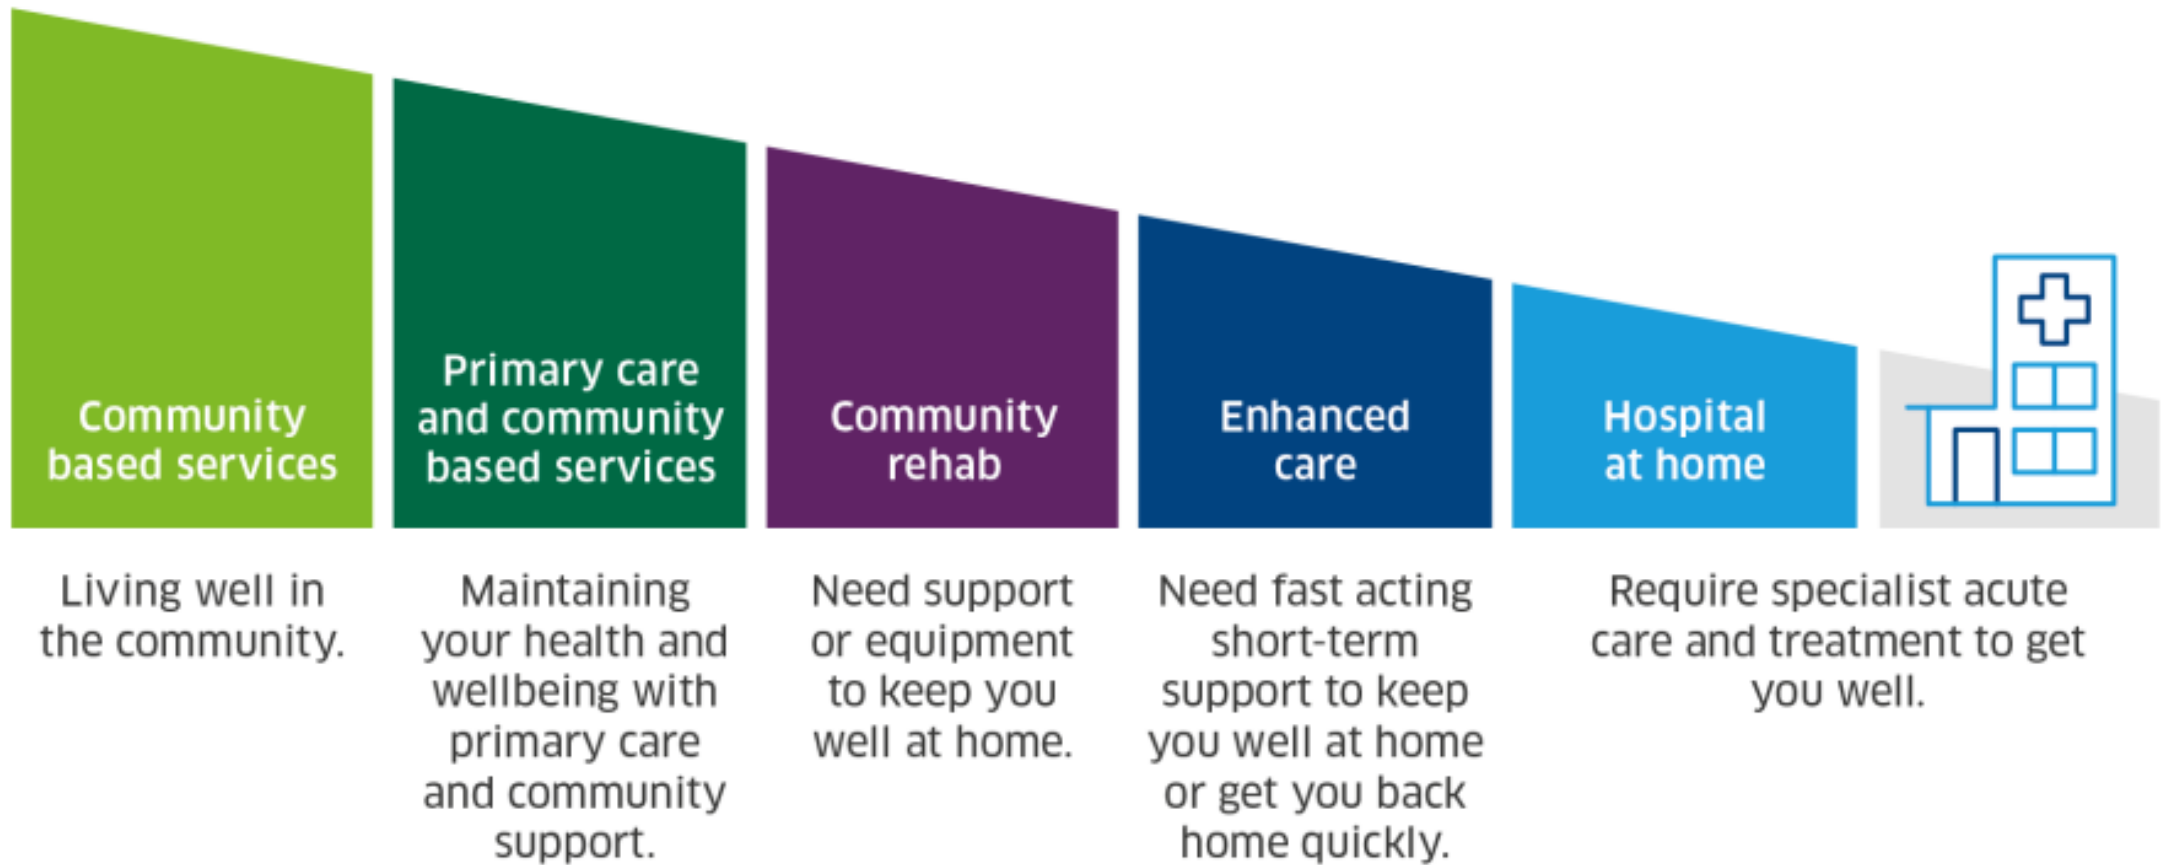 Community
based services
Primary care
and community
based services
Community
rehab
Enhanced
care
Hospital
at home
Living well in
the community.
Maintaining
your health and
wellbeing with
primary care
and community
support.
Need support
or equipment
to keep you
well at home.
Need fast acting
short-term
support to keep
you well at home
or get you back
home quickly.
Require specialist acute
care and treatment to get
you well.